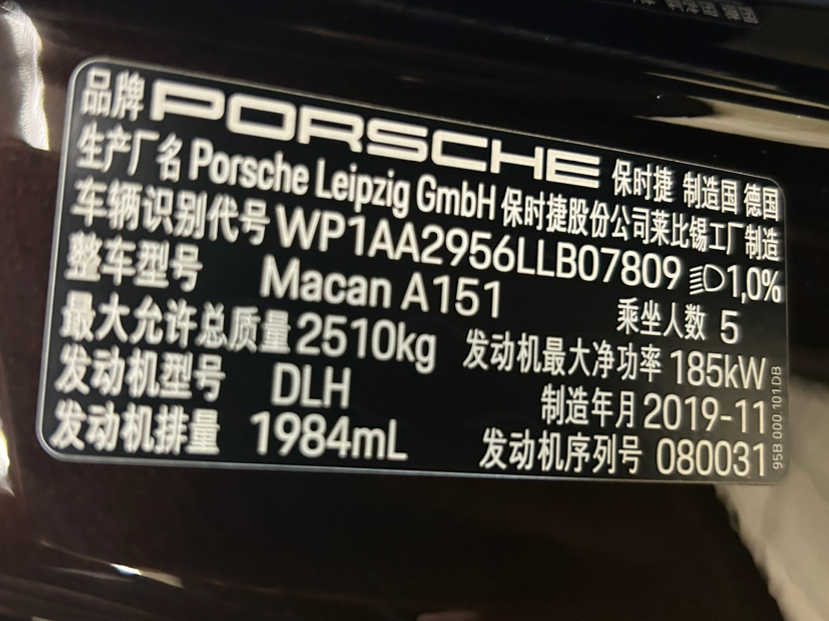 品牌 PORSCHE 保时捷 制造国 德国
生产厂名 Porsche Leipzig GmbH 保时捷股份公司莱比锡工厂制造
车辆识别代号 WP1AA2956LLB07809 1,0%
整车型号 Macan A151 乘坐人数 5
最大允许总质量 2510kg 发动机最大净功率 185kW
发动机型号 DLH 制造年月 2019-11
发动机排量 1984mL 发动机序列号 080031
95B 000 101 DB